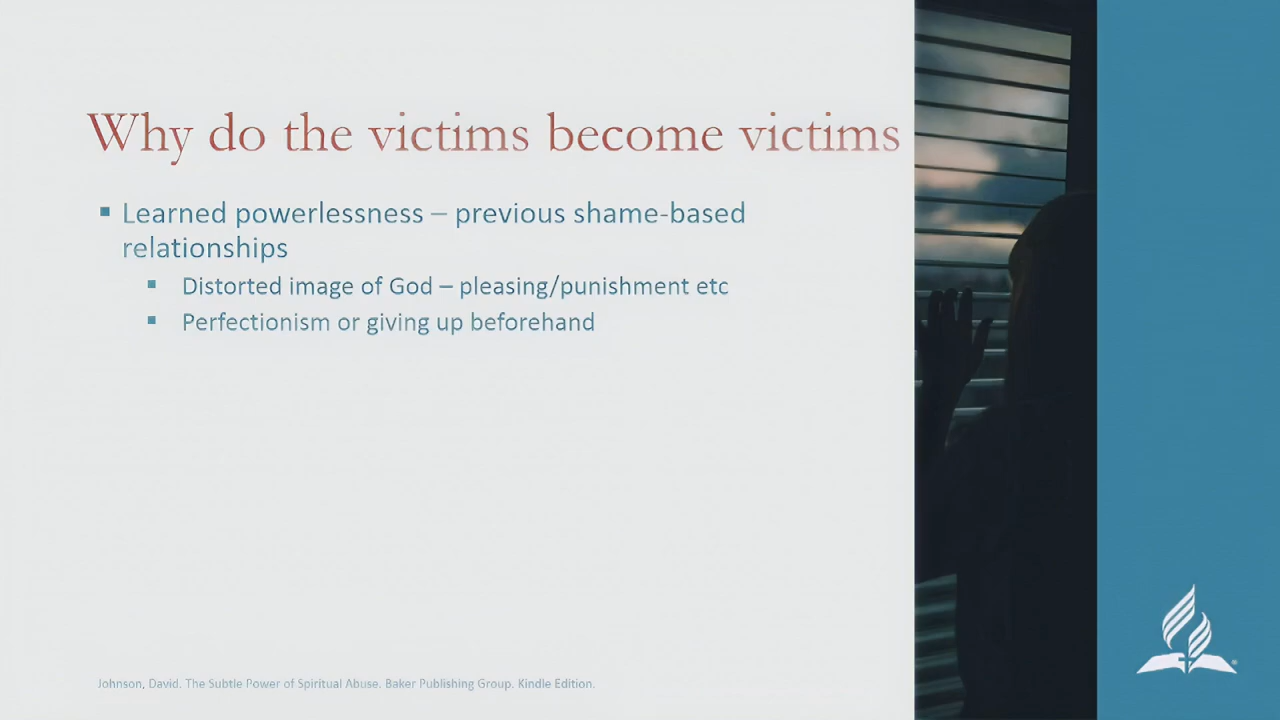 Why do the victims become victims
▪ Learned powerlessness – previous shame-based
relationships
▪ Distorted image of God – pleasing/punishment etc
▪ Perfectionism or giving up beforehand
Johnson, David. The Subtle Power of Spiritual Abuse. Baker Publishing Group. Kindle Edition.